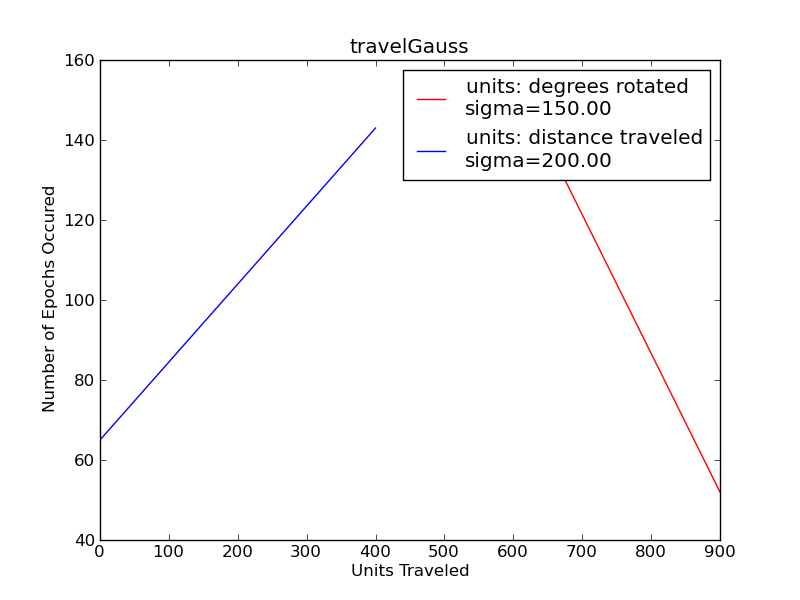 travelGauss
units: degrees rotated
sigma=150.00
units: distance traveled
sigma=200.00
160
140
120
100
80
60
40
Number of Epochs Occured
0 100 200 300 400 500 600 700 800 900
Units Traveled